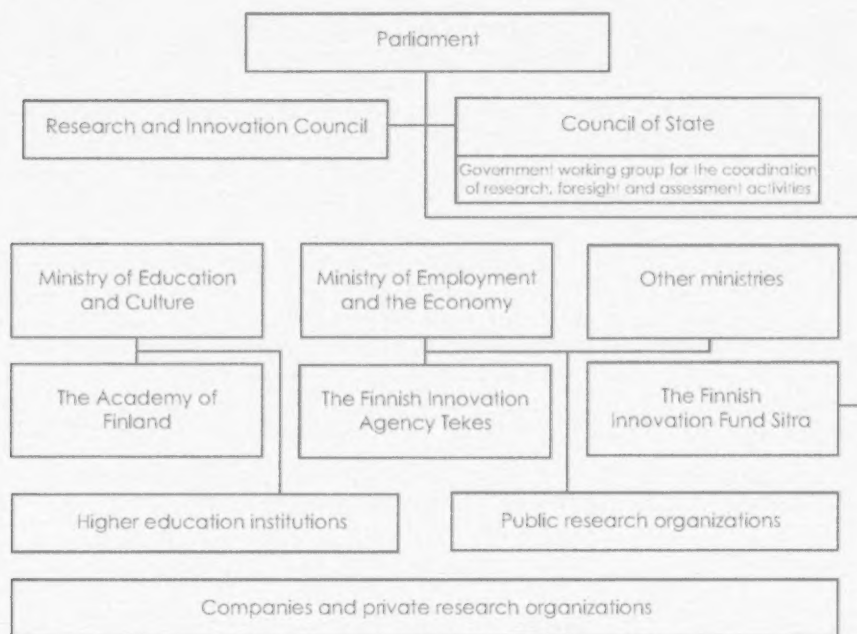 Parliament
Research and Innovation Council
Council of State
Government working group for the coordination
of research, foresight and assessment activities
Ministry of Education
and Culture
Ministry of Employment
and the Economy
Other ministries
The Academy of
Finland
The Finnish Innovation
Agency Tekes
The Finnish
Innovation Fund Sitra
Higher education institutions
Public research organizations
Companies and private research organizations